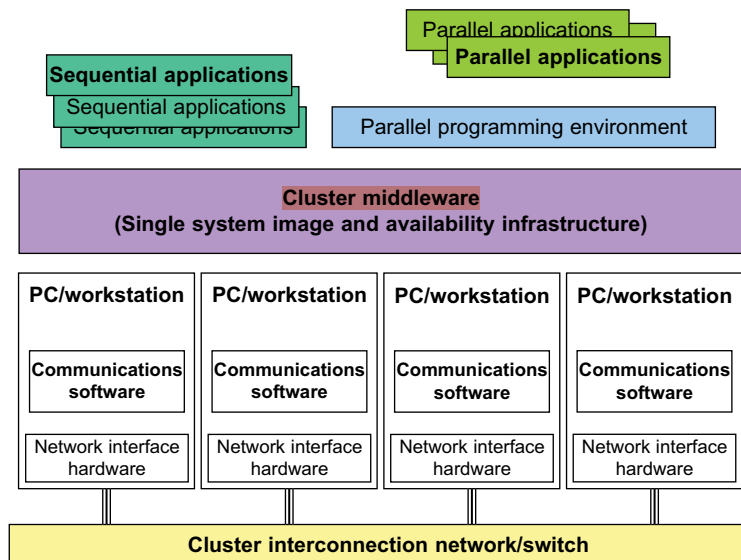 Parallel applications
Parallel applications
Sequential applications
Sequential applications
Sequential applications
Parallel programming environment
Cluster middleware
(Single system image and availability infrastructure)
PC/workstation
PC/workstation
PC/workstation
PC/workstation
Communications
software
Communications
software
Communications
software
Communications
software
Network interface
hardware
Network interface
hardware
Network interface
hardware
Network interface
hardware
Cluster interconnection network/switch